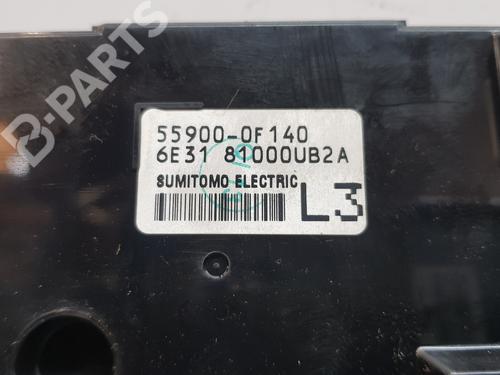 B-PARTS
55900-0F140
6E31 81000UB2A
SUMITOMO ELECTRIC
L3